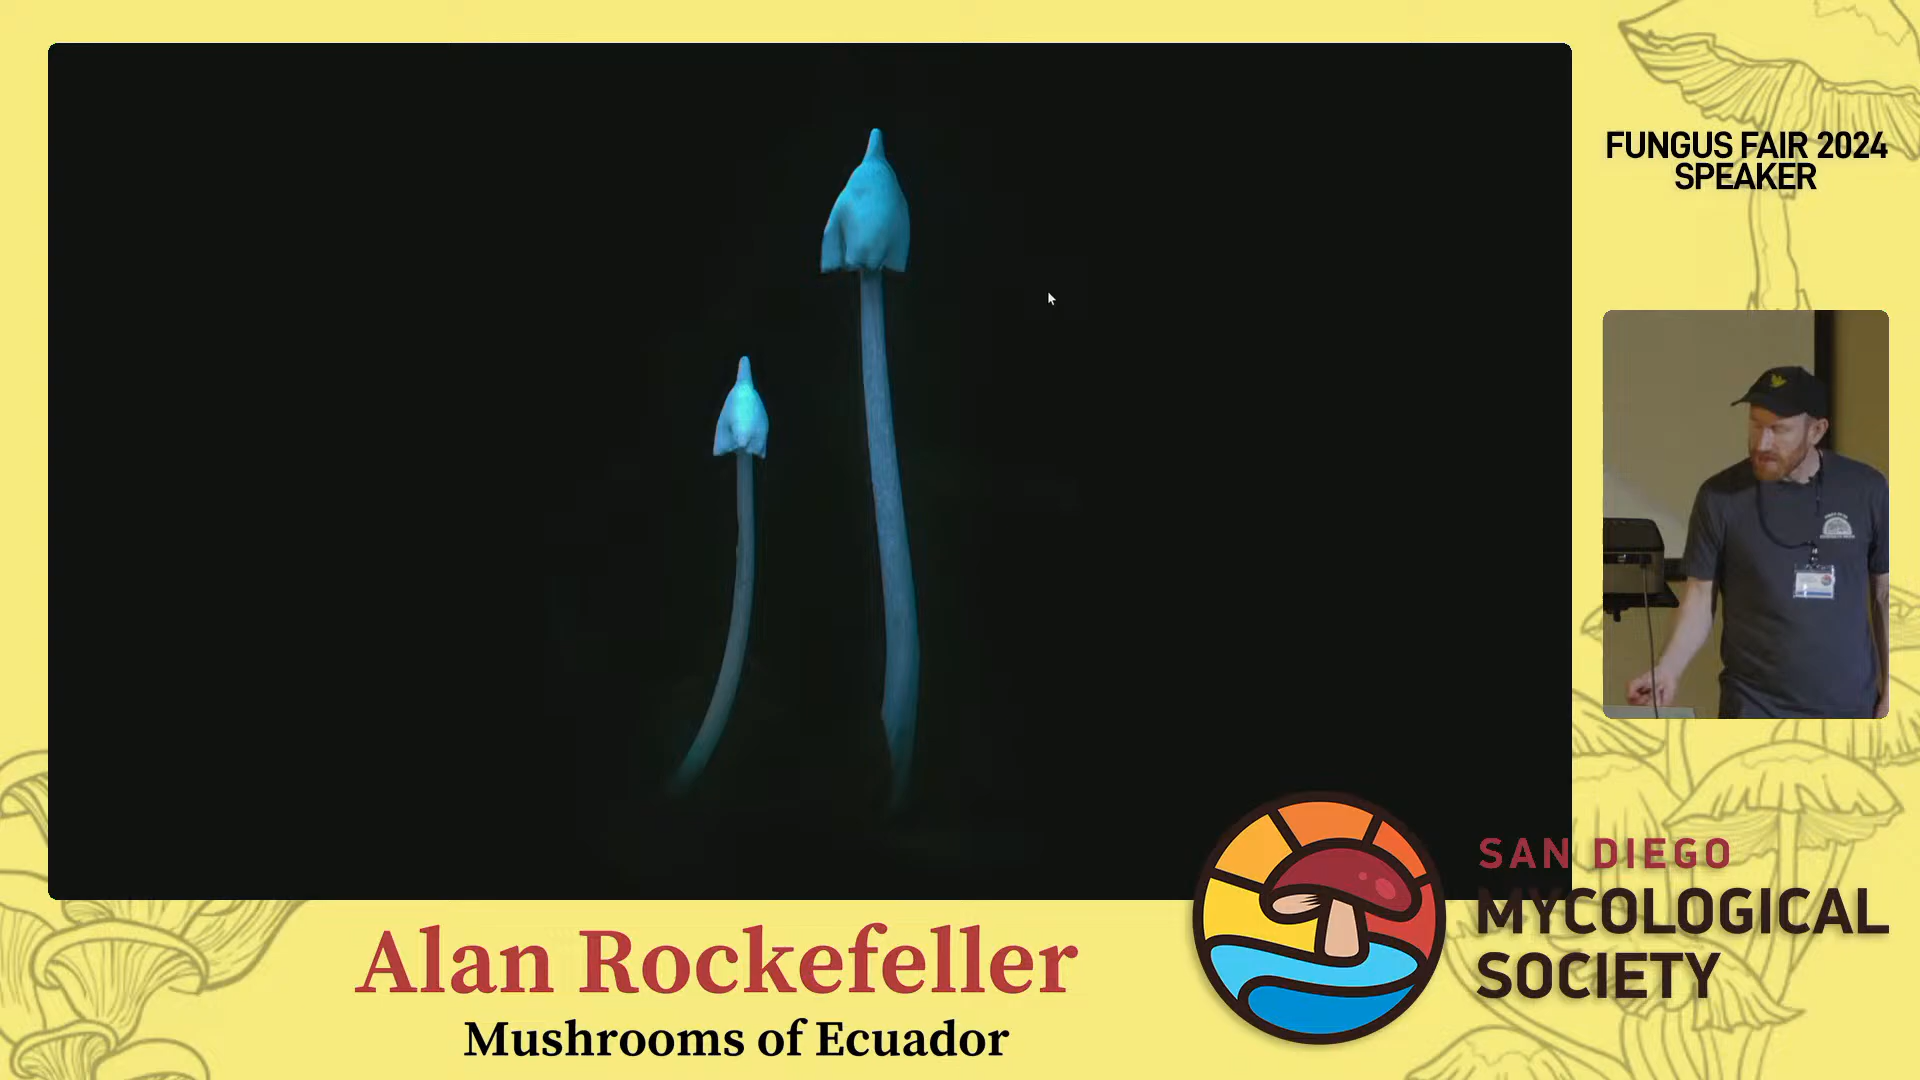 FUNGUS FAIR 2024
SPEAKER
SAN DIEGO
MYCOLOGICAL
SOCIETY
Alan Rockefeller
Mushrooms of Ecuador